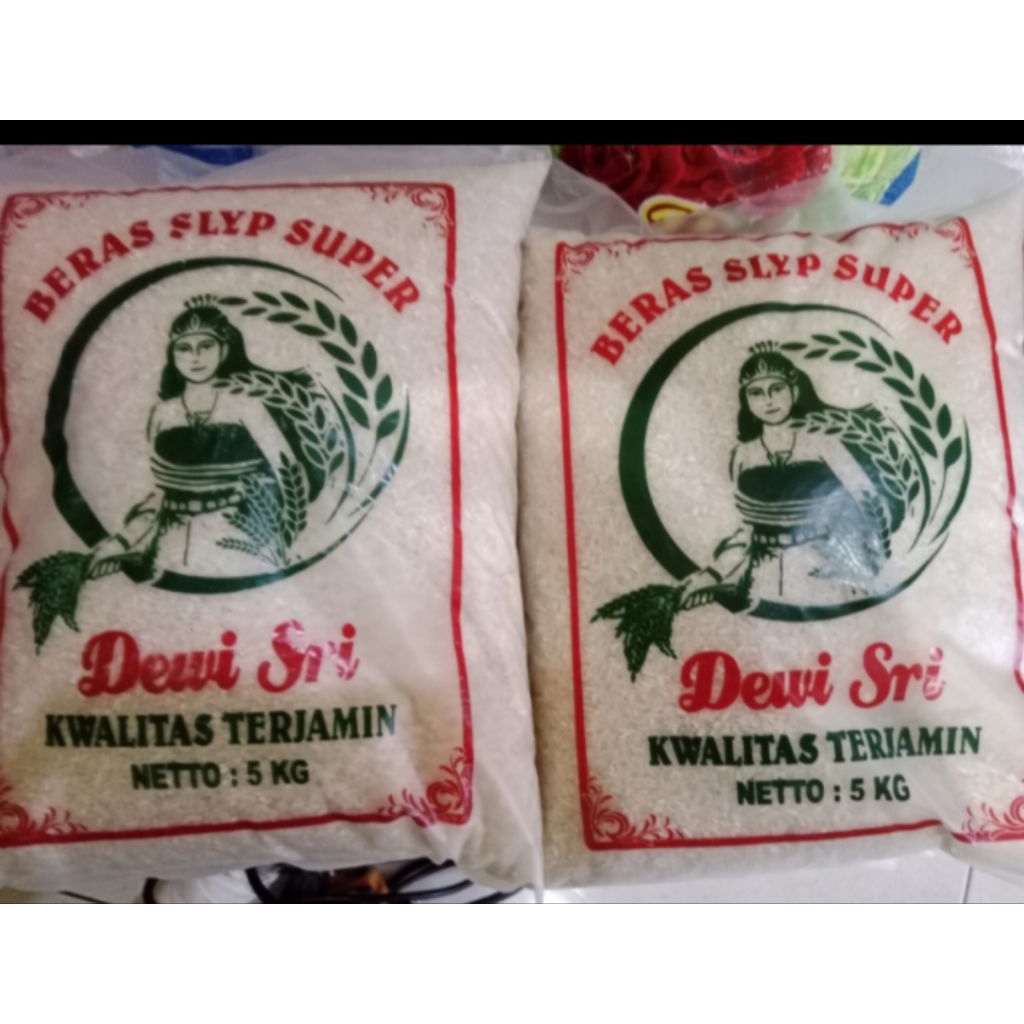 BERAS SLYP SUPER
Dewi Sri
KWALITAS TERJAMIN
NETTO : 5 KG
BERAS SLYP SUPER
Dewi Sri
KWALITAS TERJAMIN
NETTO : 5 KG